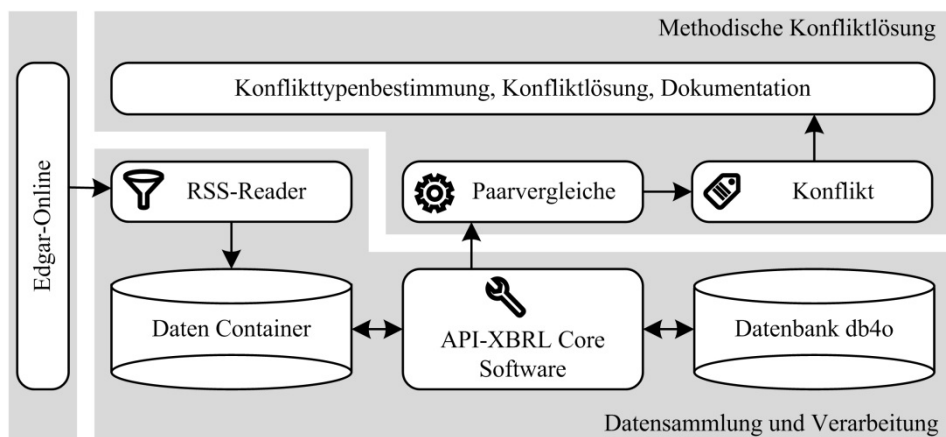 Methodische Konfliktlösung
Konflikttypenbestimmung, Konfliktlösung, Dokumentation
Edgar-Online
RSS-Reader
Paarvergleiche
Konflikt
Daten Container
API-XBRL Core
Software
Datenbank db4o
Datensammlung und Verarbeitung